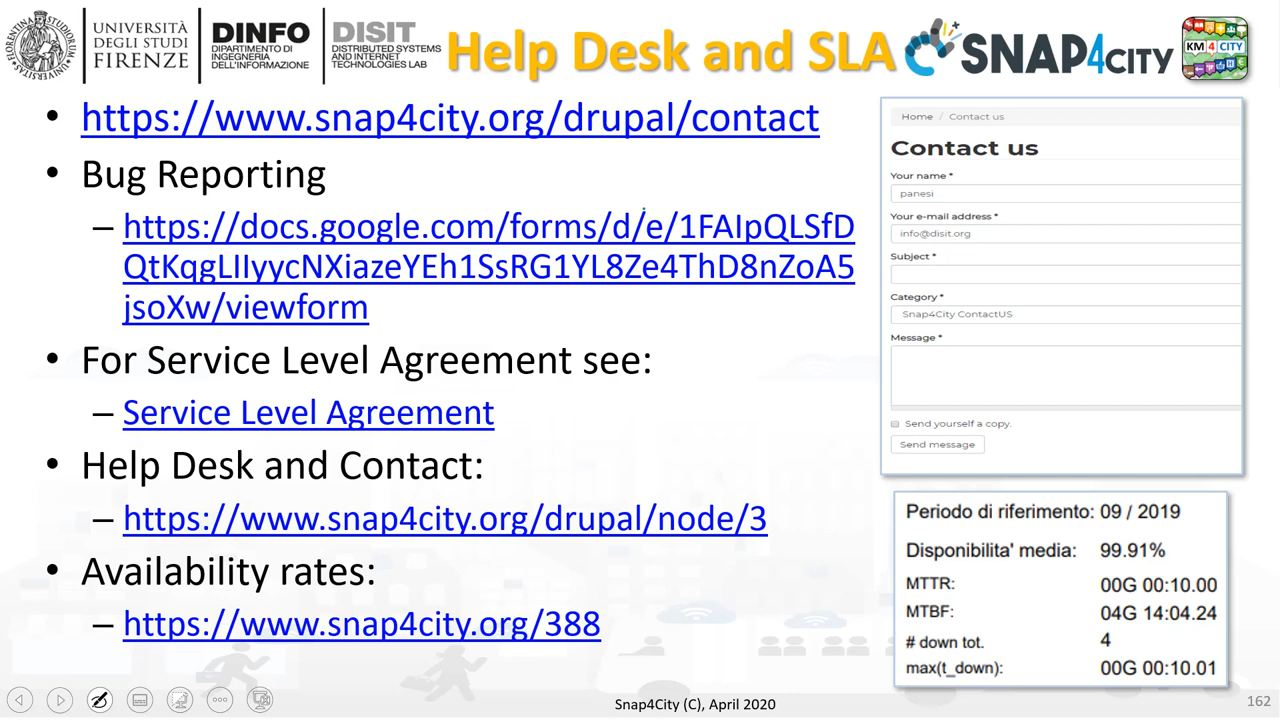 UNIVERSITÀ
DEGLI STUDI
FIRENZE
DINFO
DIPARTIMENTO DI
INGEGNERIA
DELL'INFORMAZIONE
DISIT
DISTRIBUTED SYSTEMS
AND INTERNET
TECHNOLOGIES LAB
Help Desk and SLA
SNAP4CITY
KM 4 CITY
• https://www.snap4city.org/drupal/contact
• Bug Reporting
– https://docs.google.com/forms/d/e/1FAIpQLSfD
QtKqgLIIyycNXiazeYEh1SsRG1YL8Ze4ThD8nZoA5
jsoXw/viewform
• For Service Level Agreement see:
– Service Level Agreement
• Help Desk and Contact:
– https://www.snap4city.org/drupal/node/3
• Availability rates:
– https://www.snap4city.org/388
Home / Contact us
Contact us
Your name *
panesi
Your e-mail address *
info@disit.org
Subject *
Category *
Snap4City ContactUS
Message *
Send yourself a copy.
Send message
Periodo di riferimento: 09 / 2019
Disponibilita' media: 99.91%
MTTR: 00G 00:10.00
MTBF: 04G 14:04.24
# down tot. 4
max(t_down): 00G 00:10.01
Snap4City (C), April 2020
162